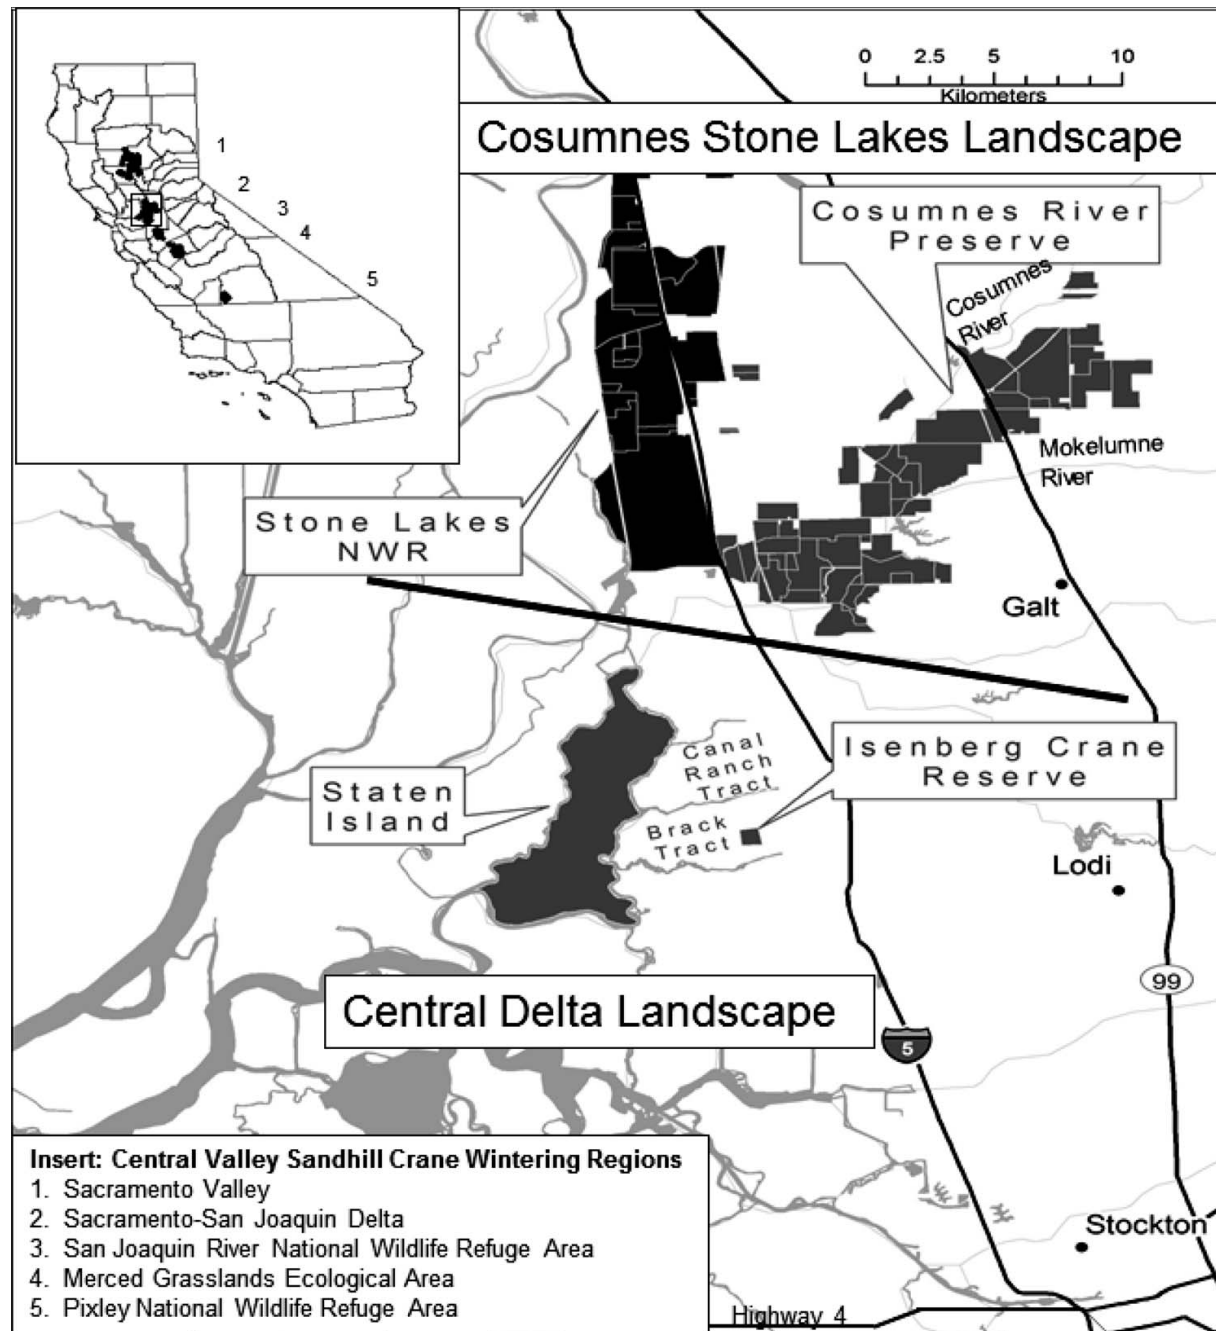 0 2.5 5 10
Kilometers
Cosumnes Stone Lakes Landscape
1
2
3
4
5
Cosumnes River
Preserve
Cosumnes
River
Mokelumne
River
Stone Lakes
NWR
Galt
Isenberg Crane
Reserve
Canal
Ranch
Tract
Staten
Island
Brack
Tract
Lodi
99
Central Delta Landscape
5
Insert: Central Valley Sandhill Crane Wintering Regions
1. Sacramento Valley
2. Sacramento-San Joaquin Delta
3. San Joaquin River National Wildlife Refuge Area
4. Merced Grasslands Ecological Area
5. Pixley National Wildlife Refuge Area
Stockton
Highway 4